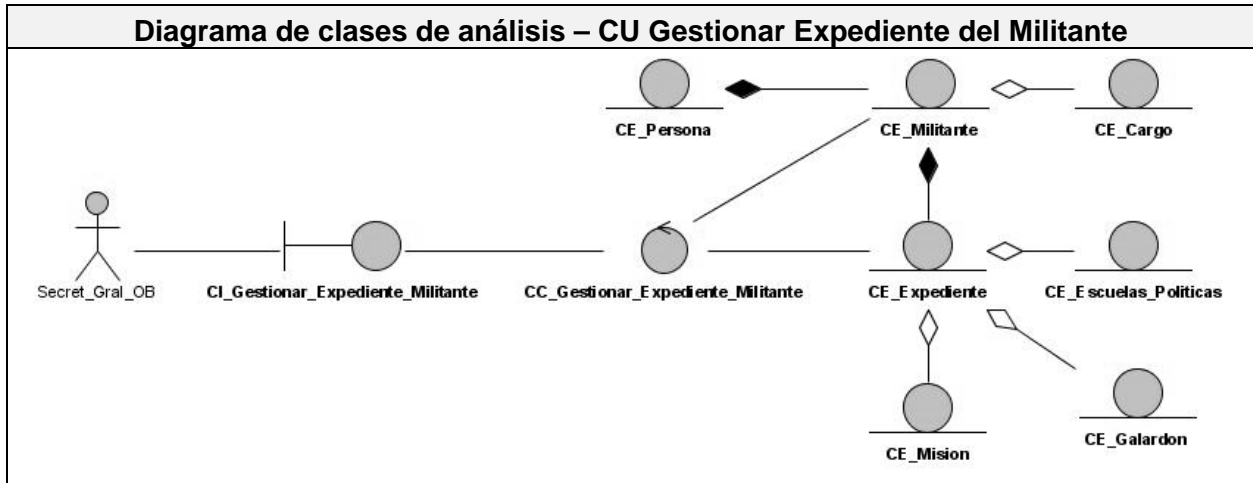 Diagrama de clases de análisis – CU Gestionar Expediente del Militante
CE_Persona
CE_Militante
CE_Cargo
Secret_Gral_OB
CI_Gestionar_Expediente_Militante
CC_Gestionar_Expediente_Militante
CE_Expediente
CE_Escuelas_Politicas
CE_Mision
CE_Galardon